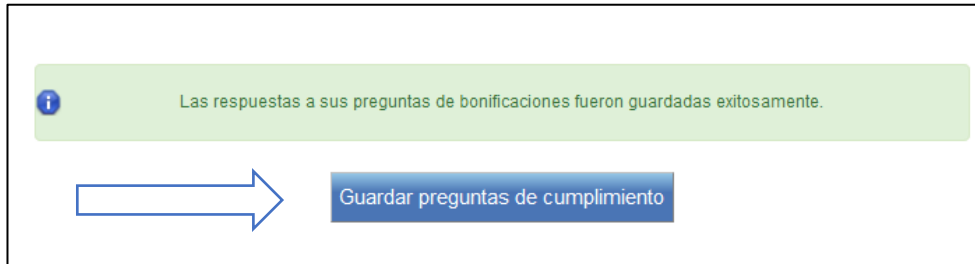 Las respuestas a sus preguntas de bonificaciones fueron guardadas exitosamente.
Guardar preguntas de cumplimiento